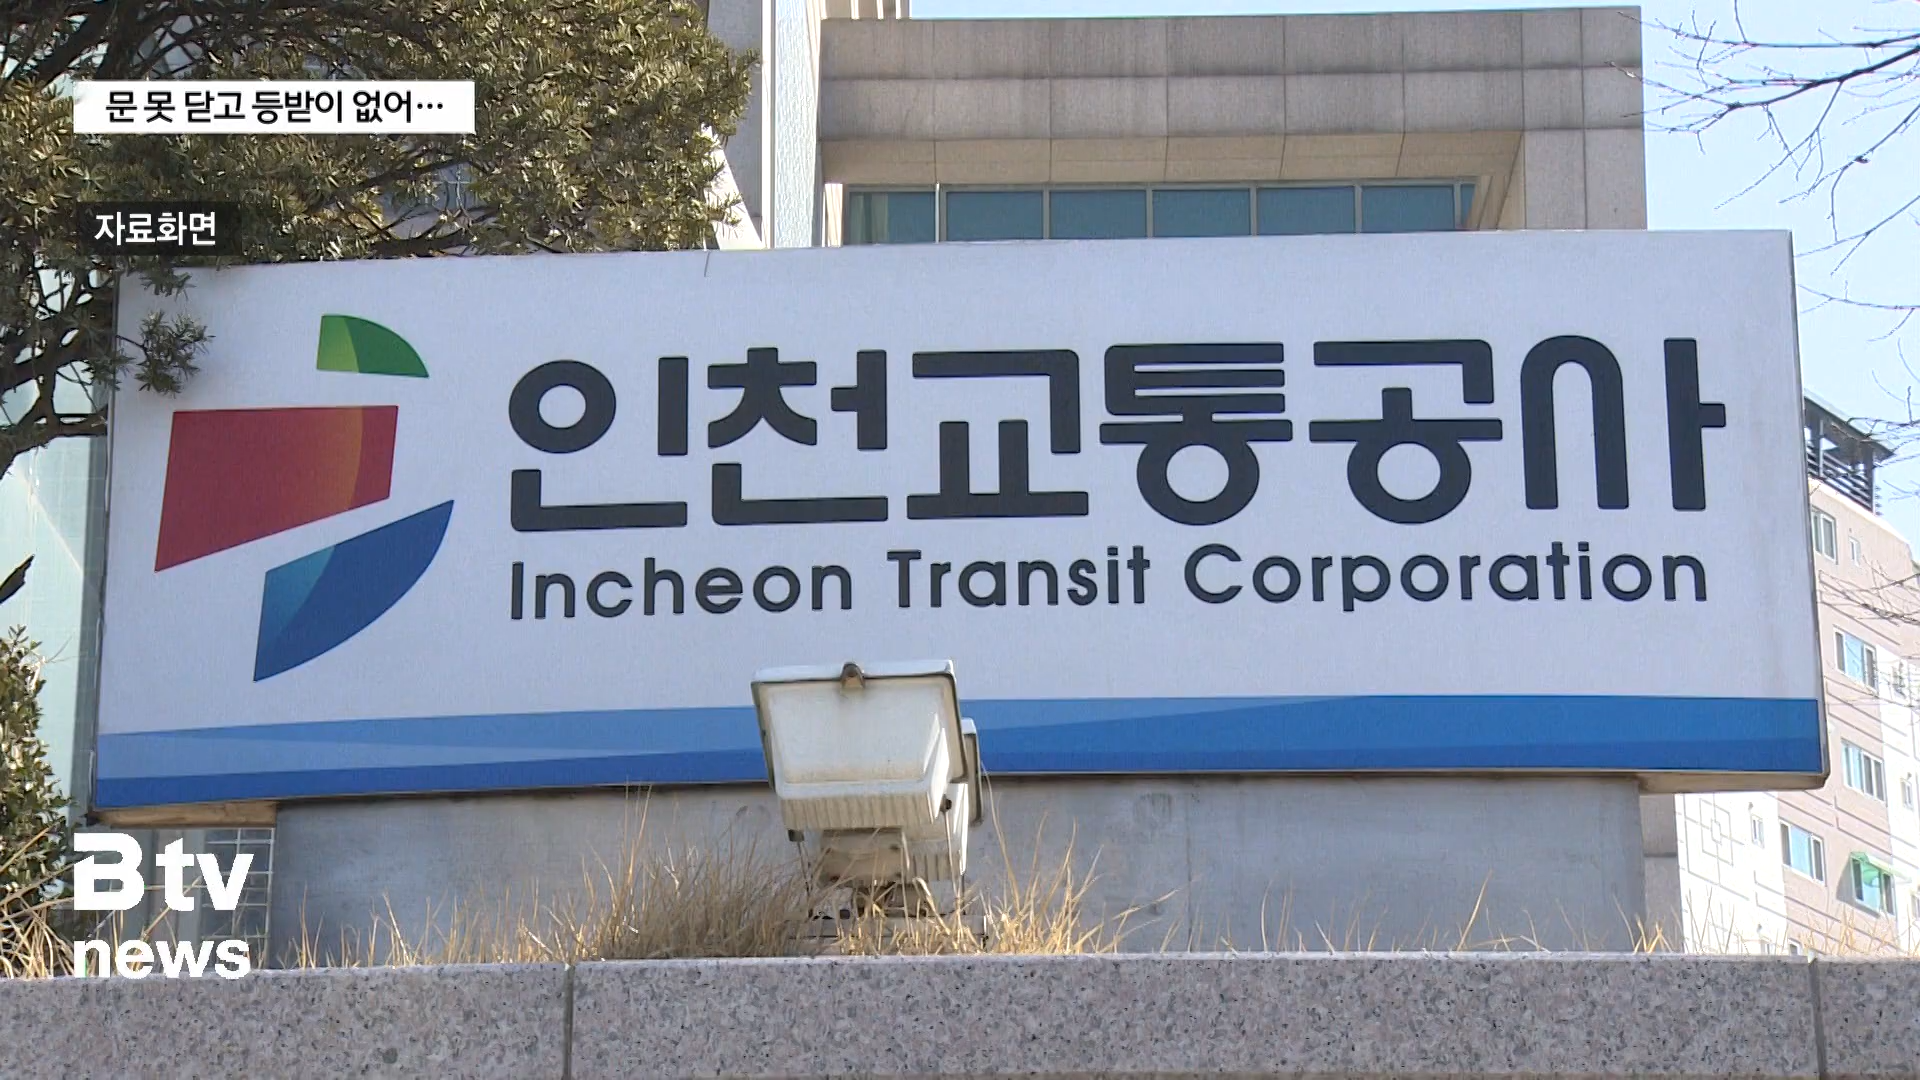 문 못 닫고 등받이 없어…
자료화면
인천교통공사
Incheon Transit Corporation
B tv
news